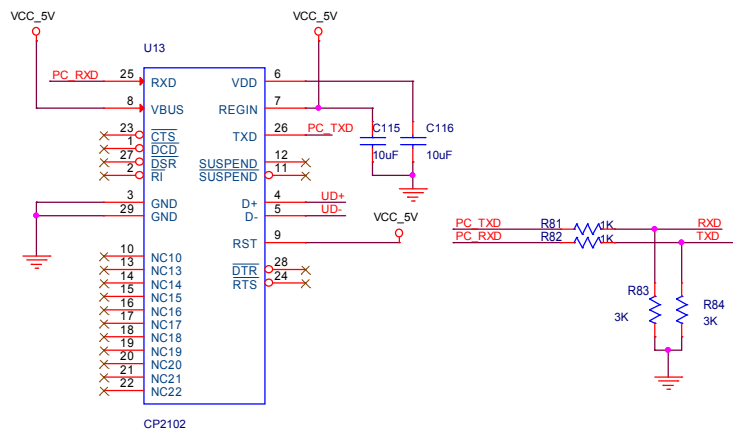 VCC_5V
VCC_5V
U13
PC_RXD
25
RXD
VDD
6
8
VBUS
REGIN
7
23
CTS
TXD
26
PC_TXD
C115
C116
1
DCD
27
DSR
SUSPEND
12
10uF
10uF
2
RI
SUSPEND
11
3
GND
D+
4
UD+
29
GND
D-
5
UD-
VCC_5V
RST
9
PC_TXD
R81
1K
RXD
PC_RXD
R82
1K
TXD
10
NC10
13
NC13
DTR
28
14
NC14
RTS
24
15
NC15
16
NC16
17
NC17
18
NC18
19
NC19
20
NC20
21
NC21
22
NC22
R83
R84
3K
3K
CP2102